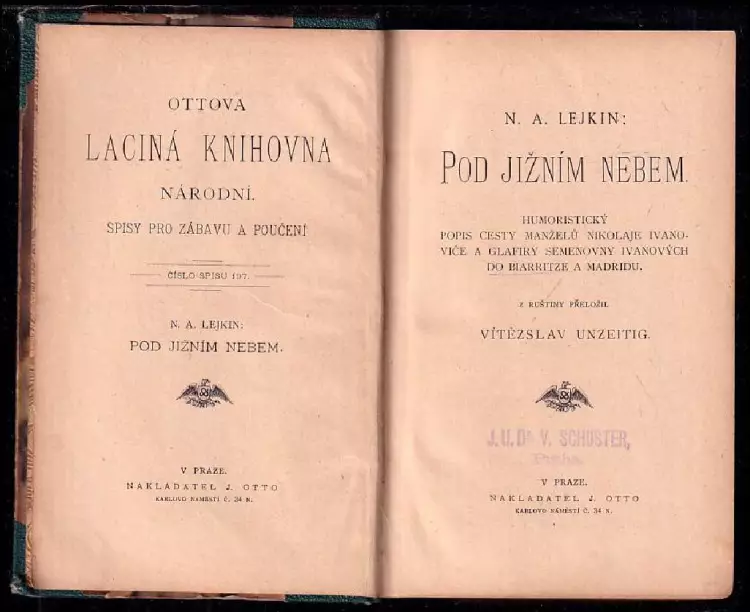 OTTOVA
LACINÁ KNIHOVNA
NÁRODNÍ.
SPISY PRO ZÁBAVU A POUČENÍ
ČÍSLO SPISU 197.
N. A. LEJKIN:
POD JIŽNÍM NEBEM.
V PRAZE.
NAKLADATEL J. OTTO
KARLOVO NÁMĚSTÍ Č. 34 N.
N. A. LEJKIN:
POD JIŽNÍM NEBEM.
HUMORISTICKÝ
POPIS CESTY MANŽELŮ NIKOLAJE IVANO-
VIČE A GLAFIRY SEMENOVNY IVANOVÝCH
DO BIARRITZE A MADRIDU.
Z RUŠTINY PŘELOŽIL
VÍTĚZSLAV UNZEITIG.
J. U. Dr V. SCHUSTER,
Praha
V PRAZE.
NAKLADATEL J. OTTO
KARLOVO NÁMĚSTÍ Č. 34 N.